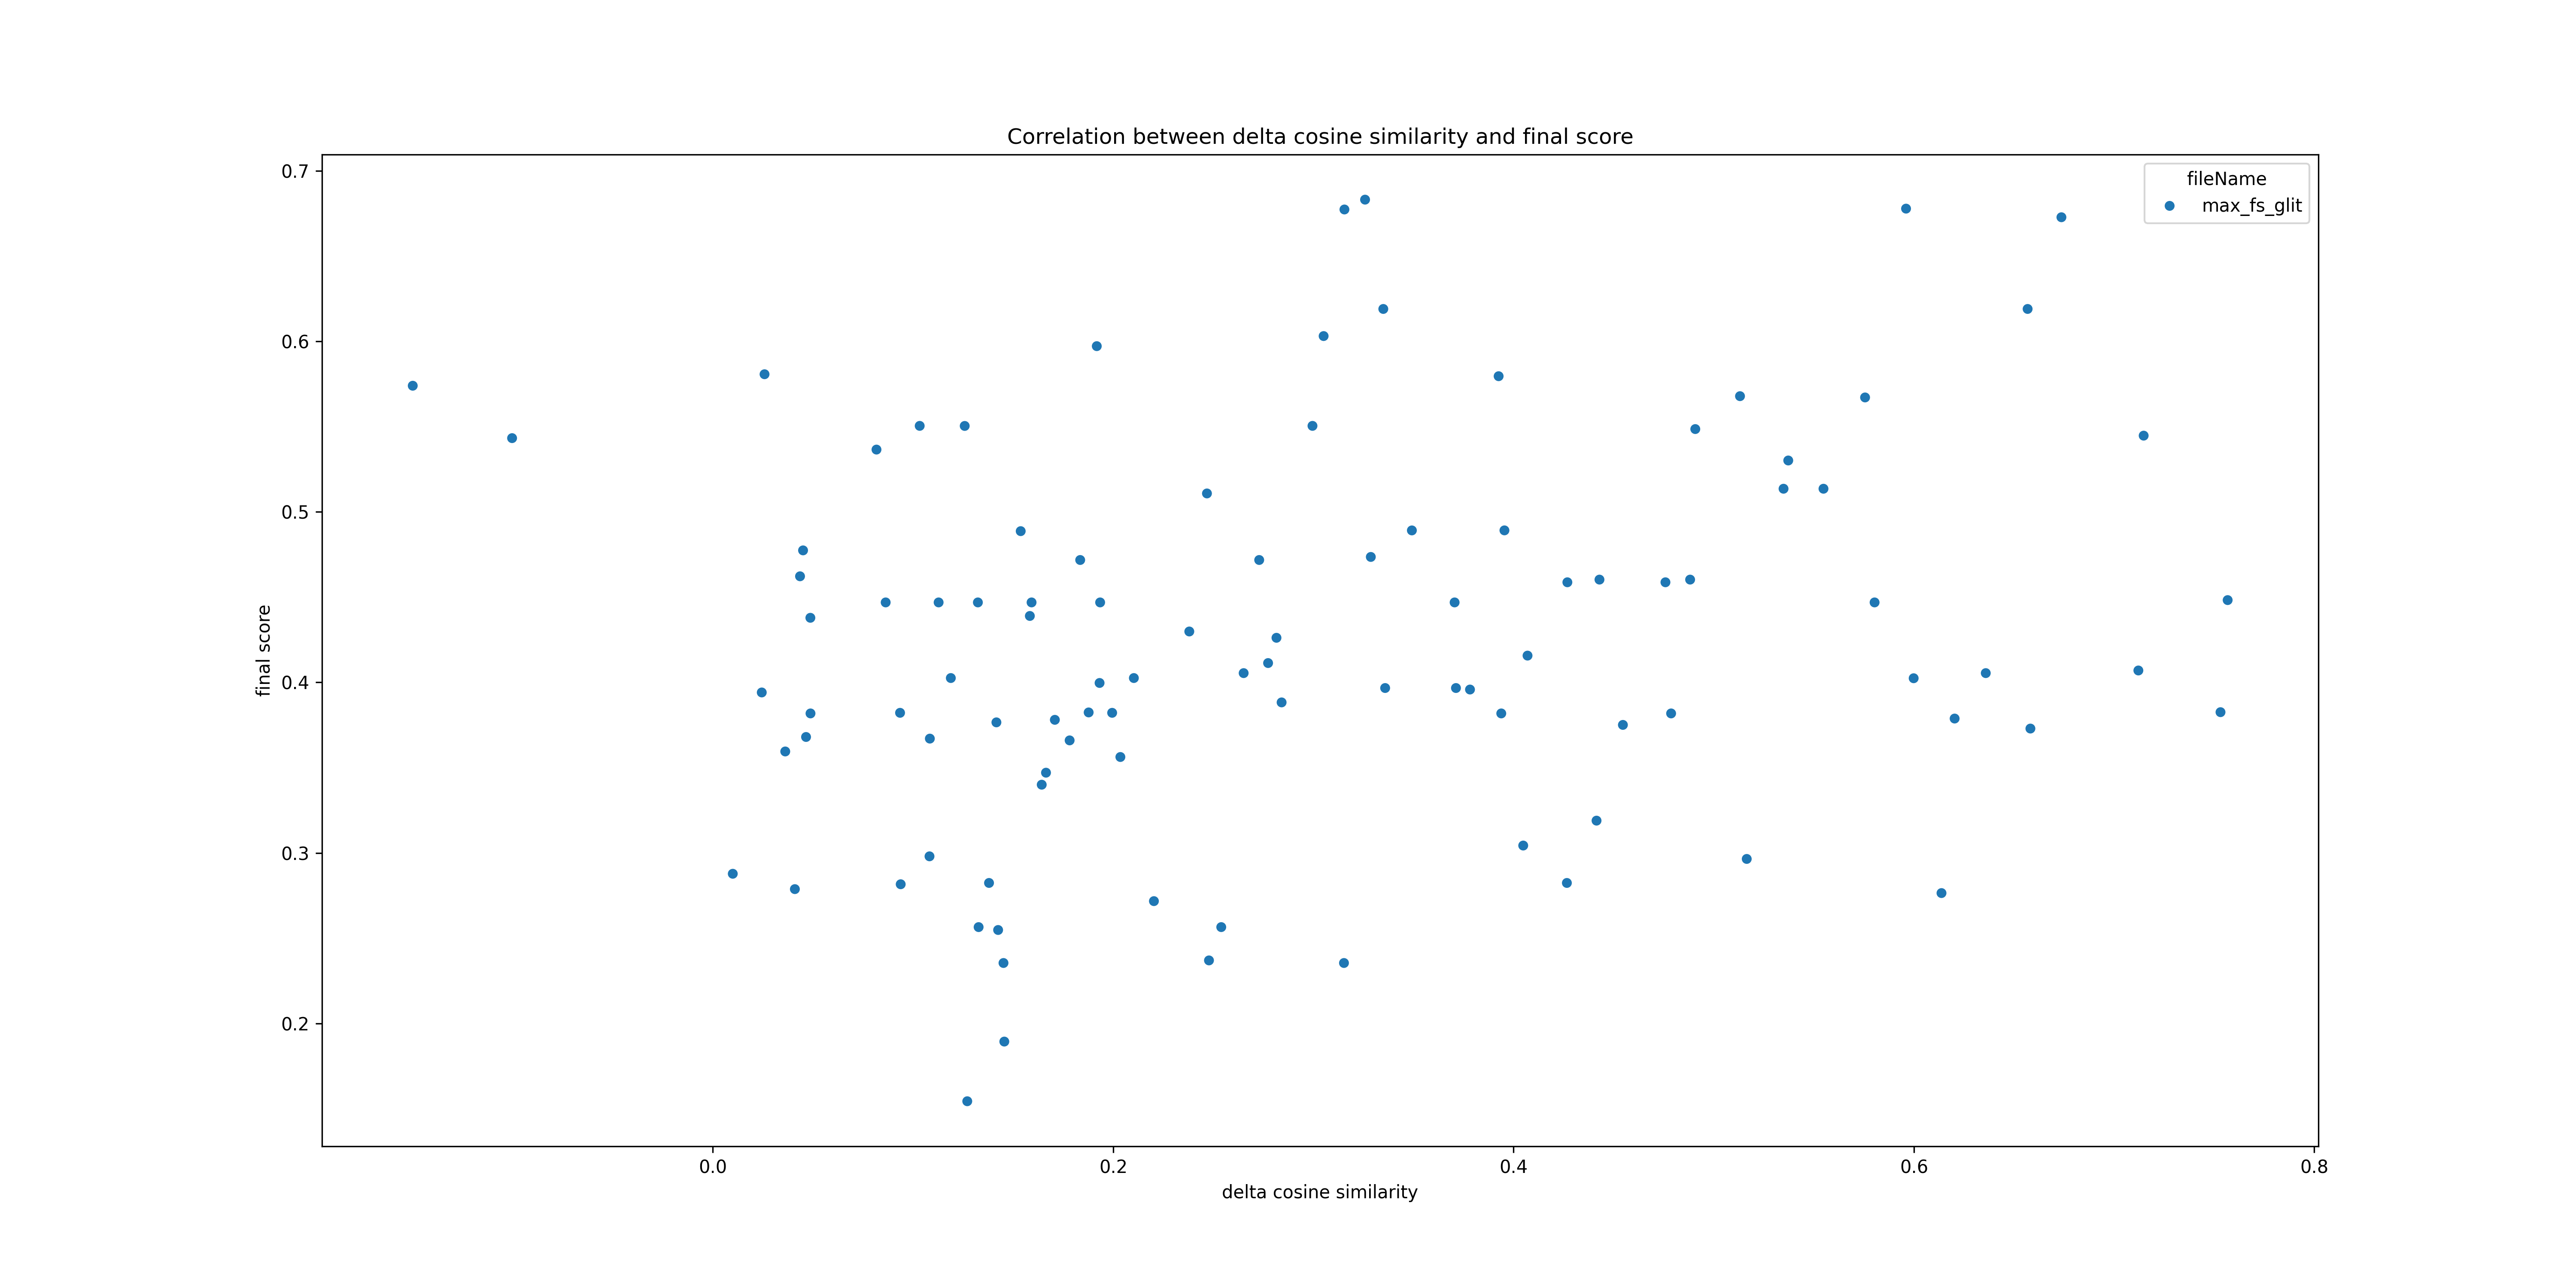 Correlation between delta cosine similarity and final score
fileName
max_fs_glit
0.7
0.6
0.5
0.4
0.3
0.2
final score
0.0 0.2 0.4 0.6 0.8
delta cosine similarity